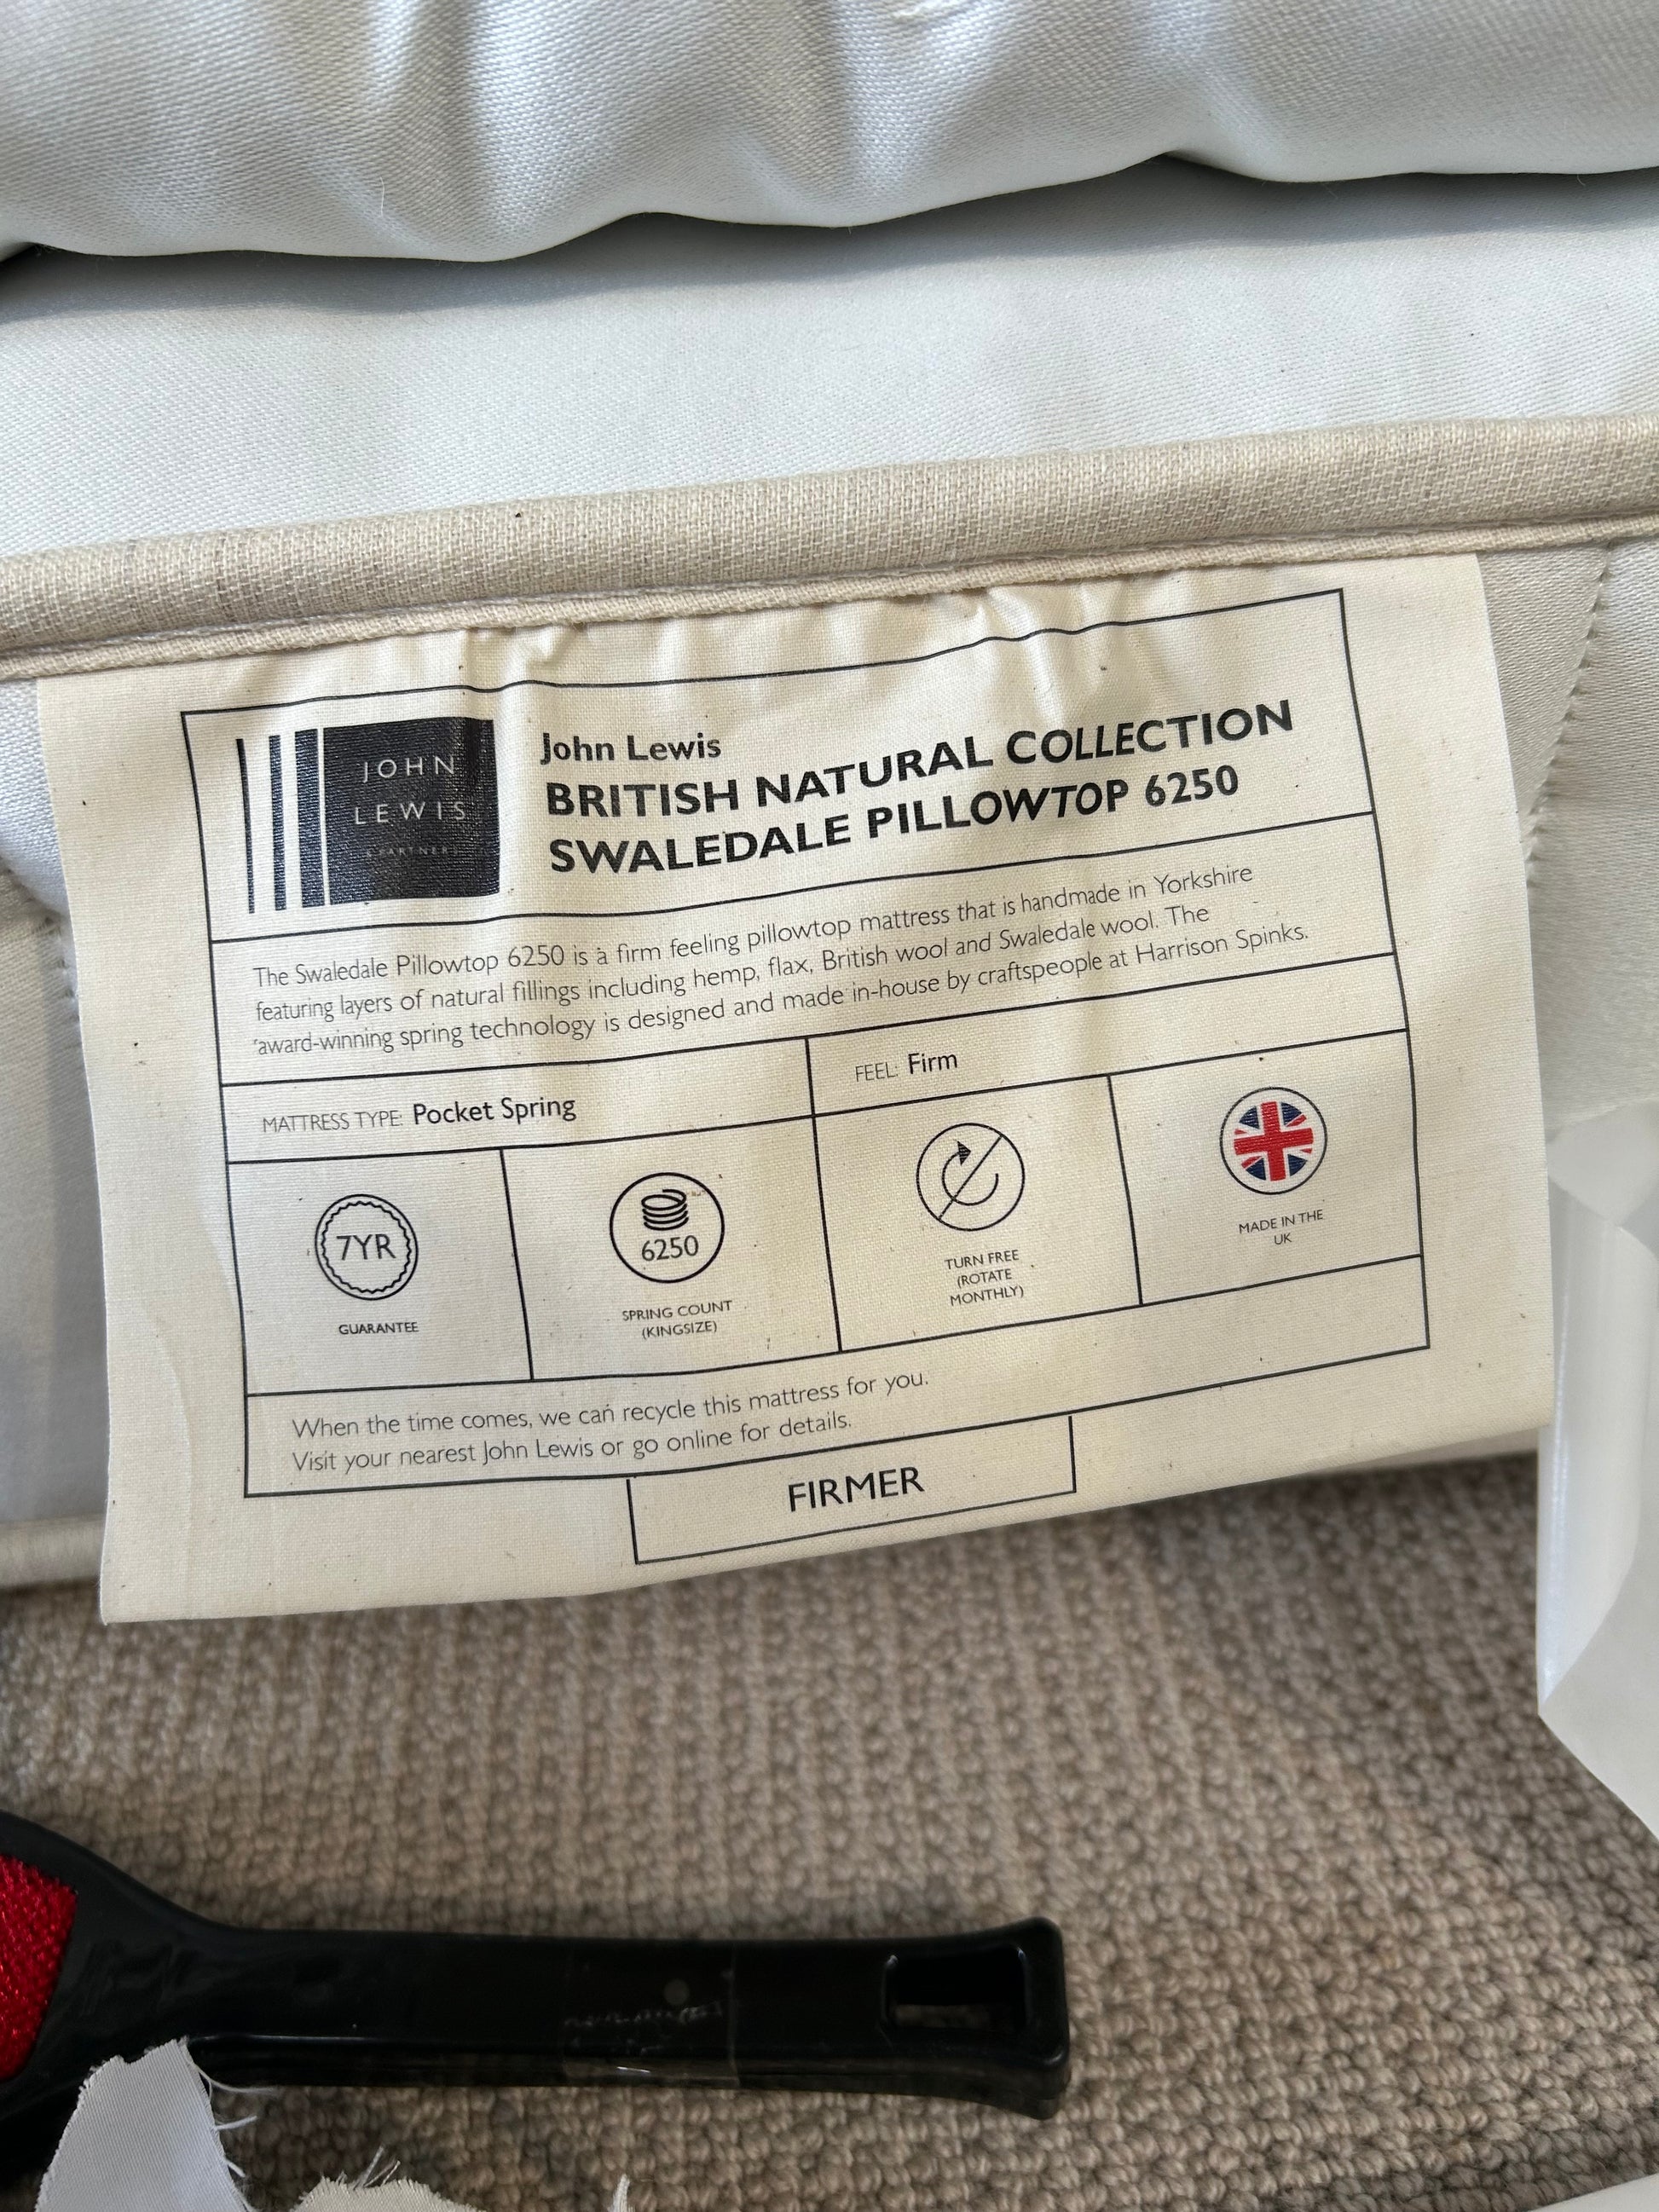 JOHN
LEWIS
& PARTNERS
John Lewis
BRITISH NATURAL COLLECTION
SWALEDALE PILLOWTOP 6250
The Swaledale Pillowtop 6250 is a firm feeling pillowtop mattress that is handmade in Yorkshire
featuring layers of natural fillings including hemp, flax, British wool and Swaledale wool. The
award-winning spring technology is designed and made in-house by craftspeople at Harrison Spinks.
MATTRESS TYPE: Pocket Spring
FEEL: Firm
7YR
GUARANTEE
6250
SPRING COUNT
(KINGSIZE)
TURN FREE
(ROTATE
MONTHLY)
MADE IN THE
UK
When the time comes, we can recycle this mattress for you.
Visit your nearest John Lewis or go online for details.
FIRMER